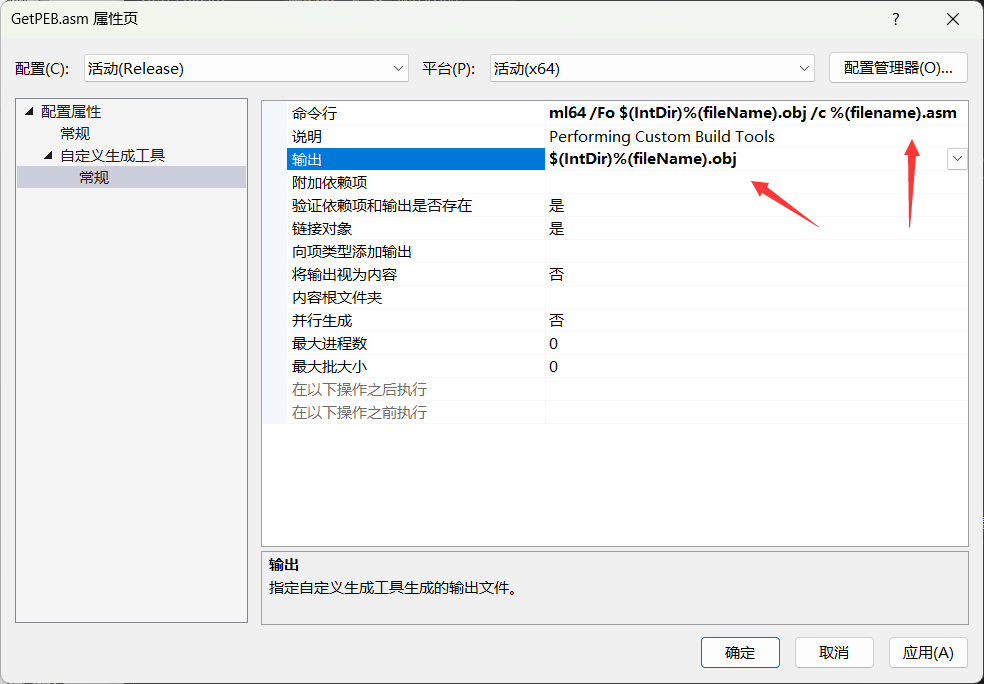 GetPEB.asm 属性页
配置(C): 活动(Release) 平台(P): 活动(x64) 配置管理器(O)...
配置属性
常规
自定义生成工具
常规
命令行 ml64 /Fo $(IntDir)%(fileName).obj /c %(filename).asm
说明 Performing Custom Build Tools
输出 $(IntDir)%(fileName).obj
附加依赖项
验证依赖项和输出是否存在 是
链接对象 是
向项类型添加输出
将输出视为内容 否
内容根文件夹
并行生成 否
最大进程数 0
最大批大小 0
在以下操作之后执行
在以下操作之前执行
输出
指定自定义生成工具生成的输出文件。
确定 取消 应用(A)